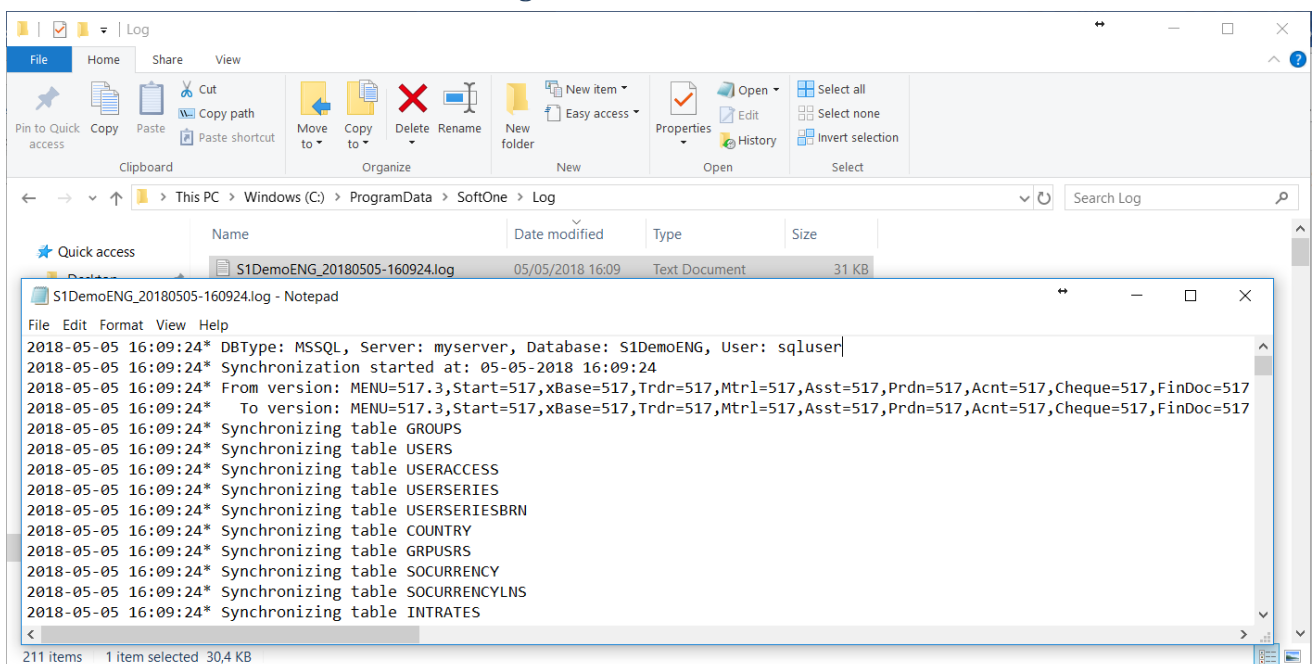 Log
File Home Share View
Pin to Quick access
Copy
Paste
Cut
Copy path
Paste shortcut
Clipboard
Move to
Copy to
Delete
Rename
Organize
New folder
New item
Easy access
New
Properties
Open
Edit
History
Open
Select all
Select none
Invert selection
Select
This PC > Windows (C:) > ProgramData > SoftOne > Log
Search Log
Name Date modified Type Size
Quick access
Desktop
S1DemoENG_20180505-160924.log 05/05/2018 16:09 Text Document 31 KB
S1DemoENG_20180505-160924.log - Notepad
File Edit Format View Help
2018-05-05 16:09:24* DBType: MSSQL, Server: myserver, Database: S1DemoENG, User: sqluser
2018-05-05 16:09:24* Synchronization started at: 05-05-2018 16:09:24
2018-05-05 16:09:24* From version: MENU=517.3,Start=517,xBase=517,Trdr=517,Mtrl=517,Asst=517,Prdn=517,Acnt=517,Cheque=517,FinDoc=517
2018-05-05 16:09:24*   To version: MENU=517.3,Start=517,xBase=517,Trdr=517,Mtrl=517,Asst=517,Prdn=517,Acnt=517,Cheque=517,FinDoc=517
2018-05-05 16:09:24* Synchronizing table GROUPS
2018-05-05 16:09:24* Synchronizing table USERS
2018-05-05 16:09:24* Synchronizing table USERACCESS
2018-05-05 16:09:24* Synchronizing table USERSERIES
2018-05-05 16:09:24* Synchronizing table USERSERIESBRN
2018-05-05 16:09:24* Synchronizing table COUNTRY
2018-05-05 16:09:24* Synchronizing table GRPUSRS
2018-05-05 16:09:24* Synchronizing table SOCURRENCY
2018-05-05 16:09:24* Synchronizing table SOCURRENCYLNS
2018-05-05 16:09:24* Synchronizing table INTRATES
211 items 1 item selected 30,4 KB